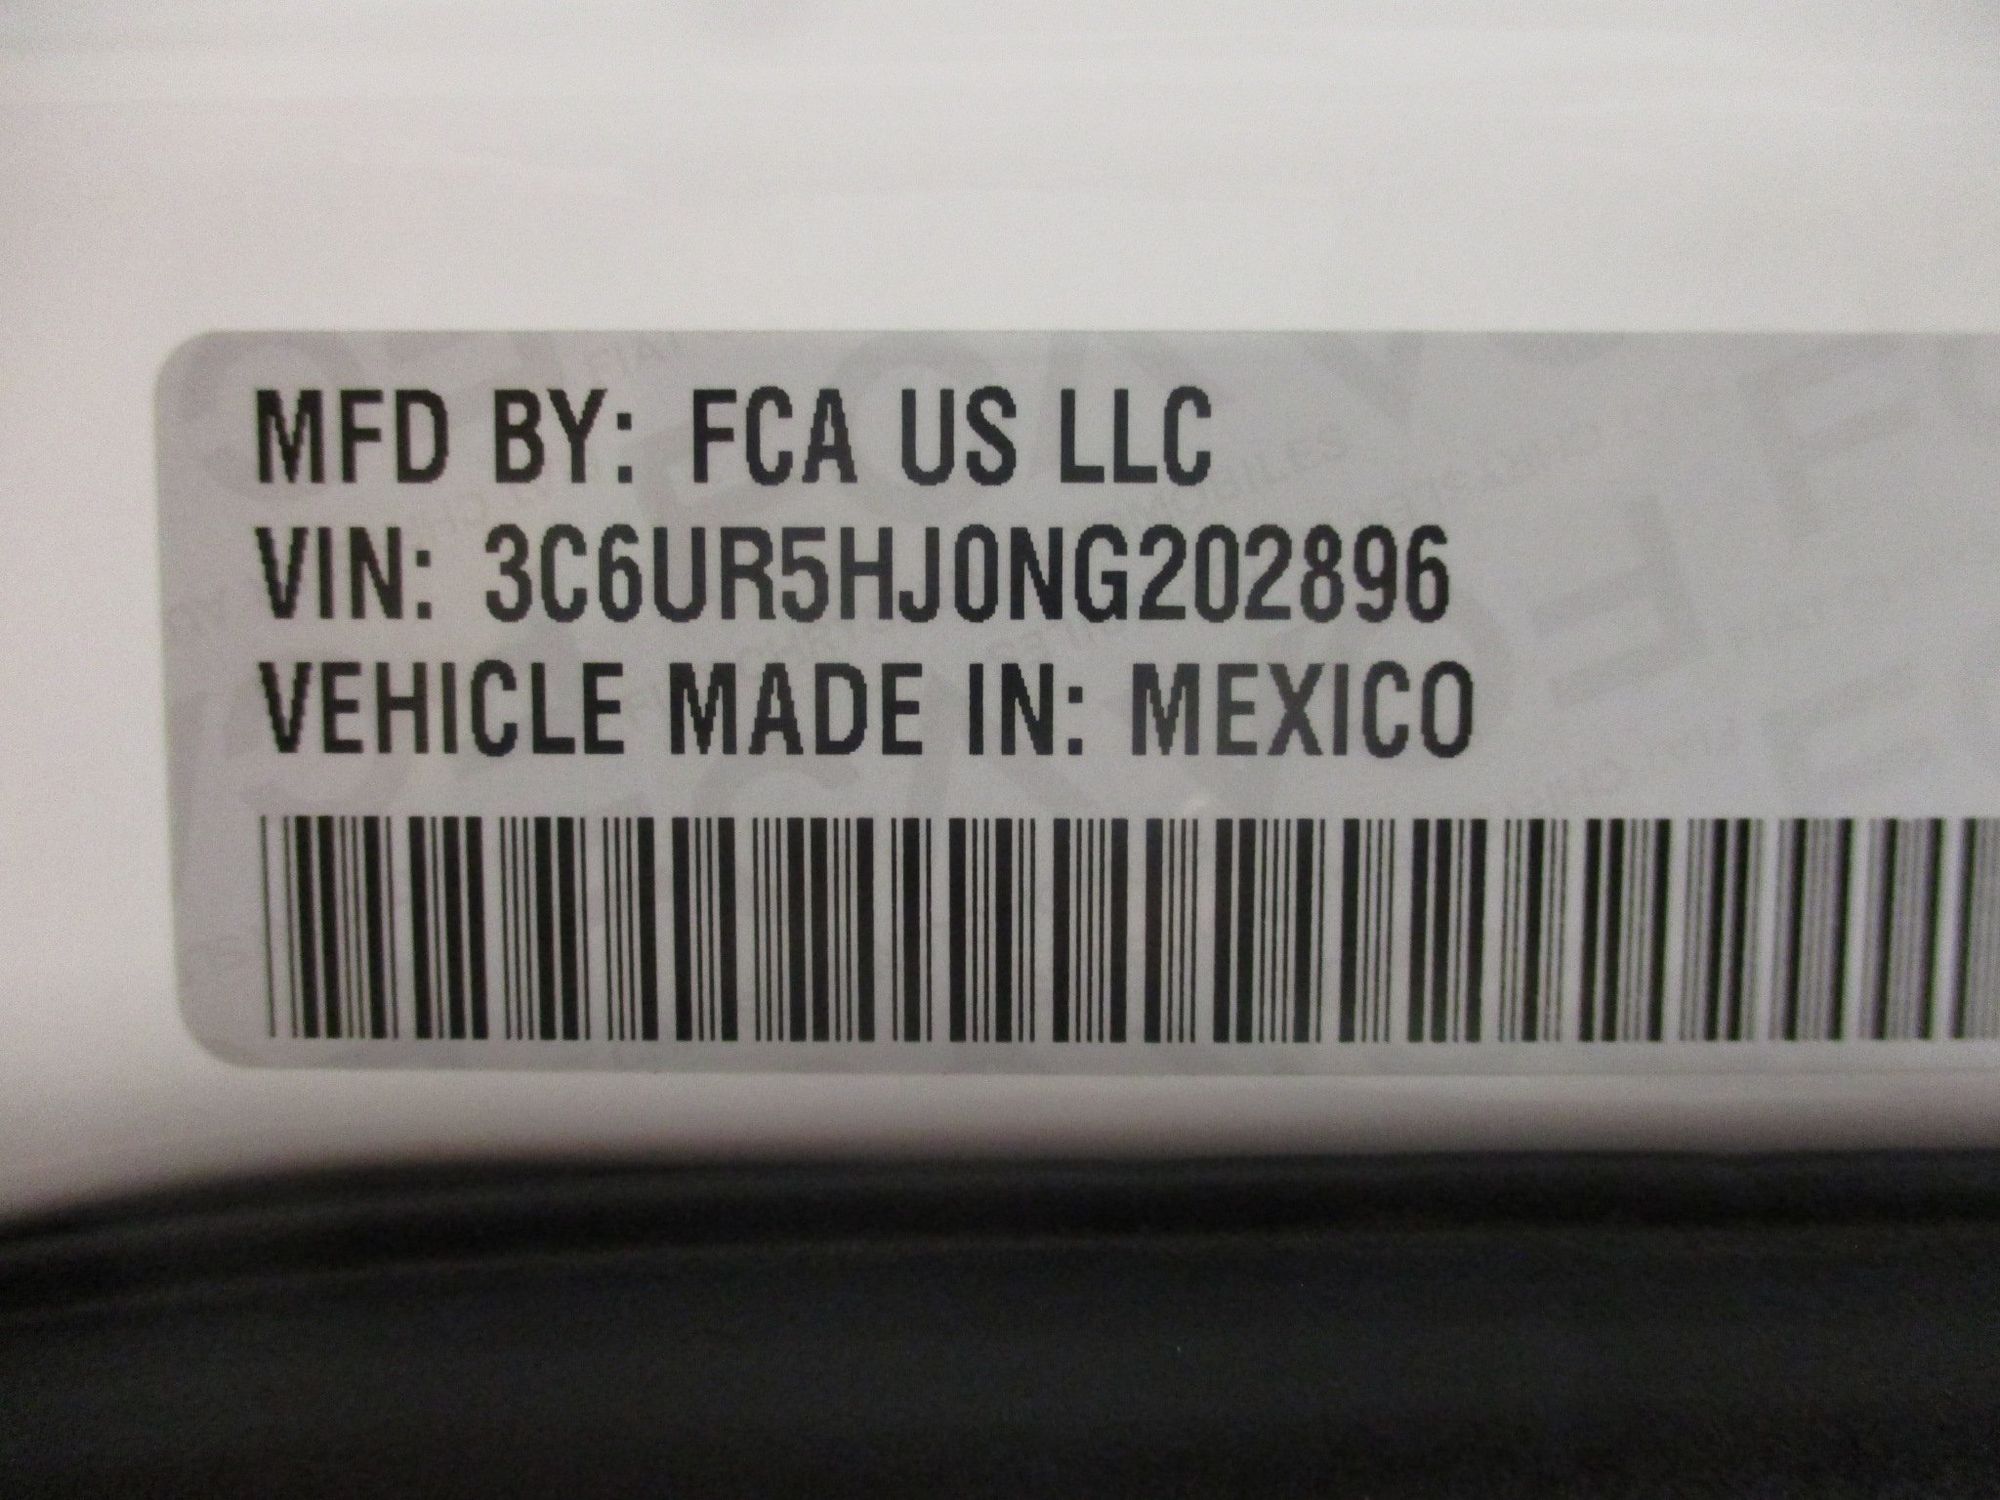 MFD BY: FCA US LLC
VIN: 3C6UR5HJ0NG202896
VEHICLE MADE IN: MEXICO